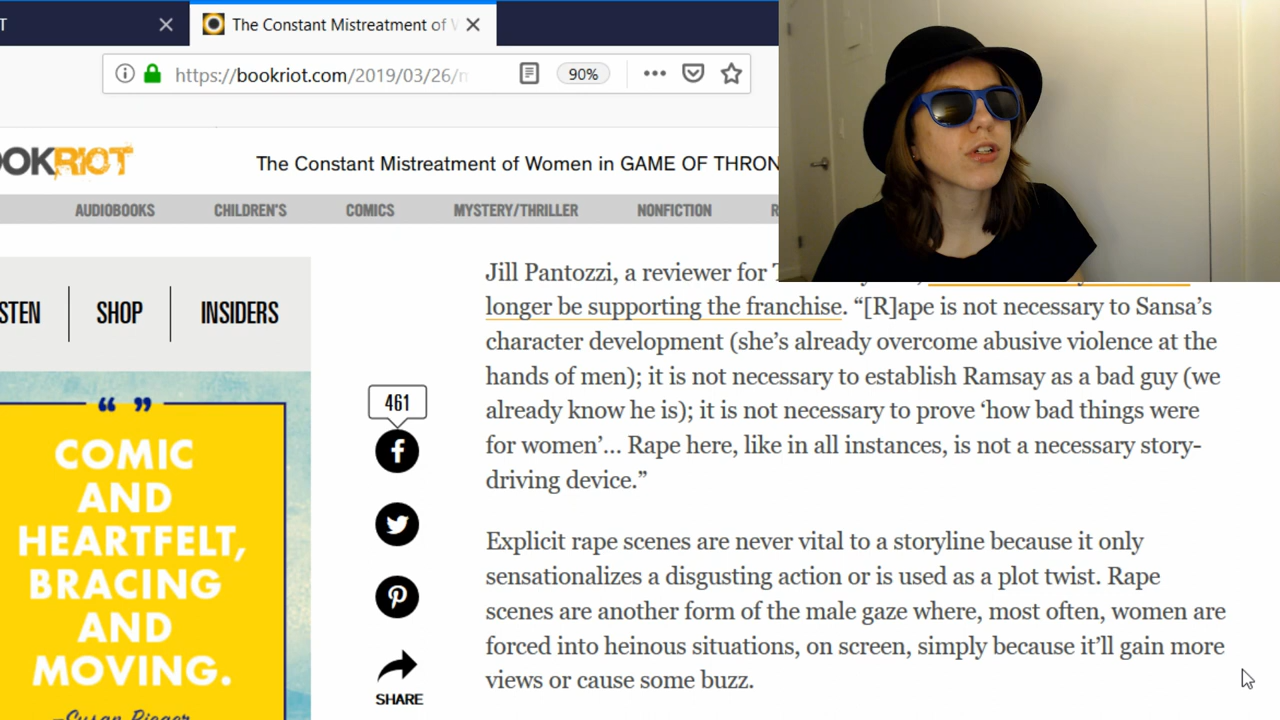 T
The Constant Mistreatment of W
https://bookriot.com/2019/03/26/n
90%
OOKRIOT
The Constant Mistreatment of Women in GAME OF THRON
AUDIOBOOKS CHILDREN'S COMICS MYSTERY/THRILLER NONFICTION R
STEN SHOP INSIDERS
“ ”
COMIC
AND
HEARTFELT,
BRACING
AND
MOVING.
461
SHARE
Jill Pantozzi, a reviewer for T
longer be supporting the franchise. “[R]ape is not necessary to Sansa’s
character development (she’s already overcome abusive violence at the
hands of men); it is not necessary to establish Ramsay as a bad guy (we
already know he is); it is not necessary to prove ‘how bad things were
for women’... Rape here, like in all instances, is not a necessary story-
driving device.”
Explicit rape scenes are never vital to a storyline because it only
sensationalizes a disgusting action or is used as a plot twist. Rape
scenes are another form of the male gaze where, most often, women are
forced into heinous situations, on screen, simply because it’ll gain more
views or cause some buzz.